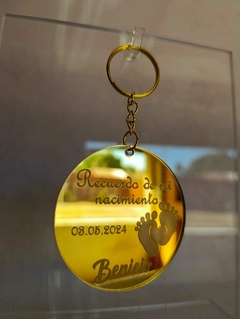 Recuerdo de mi
nacimiento
08.05.2024